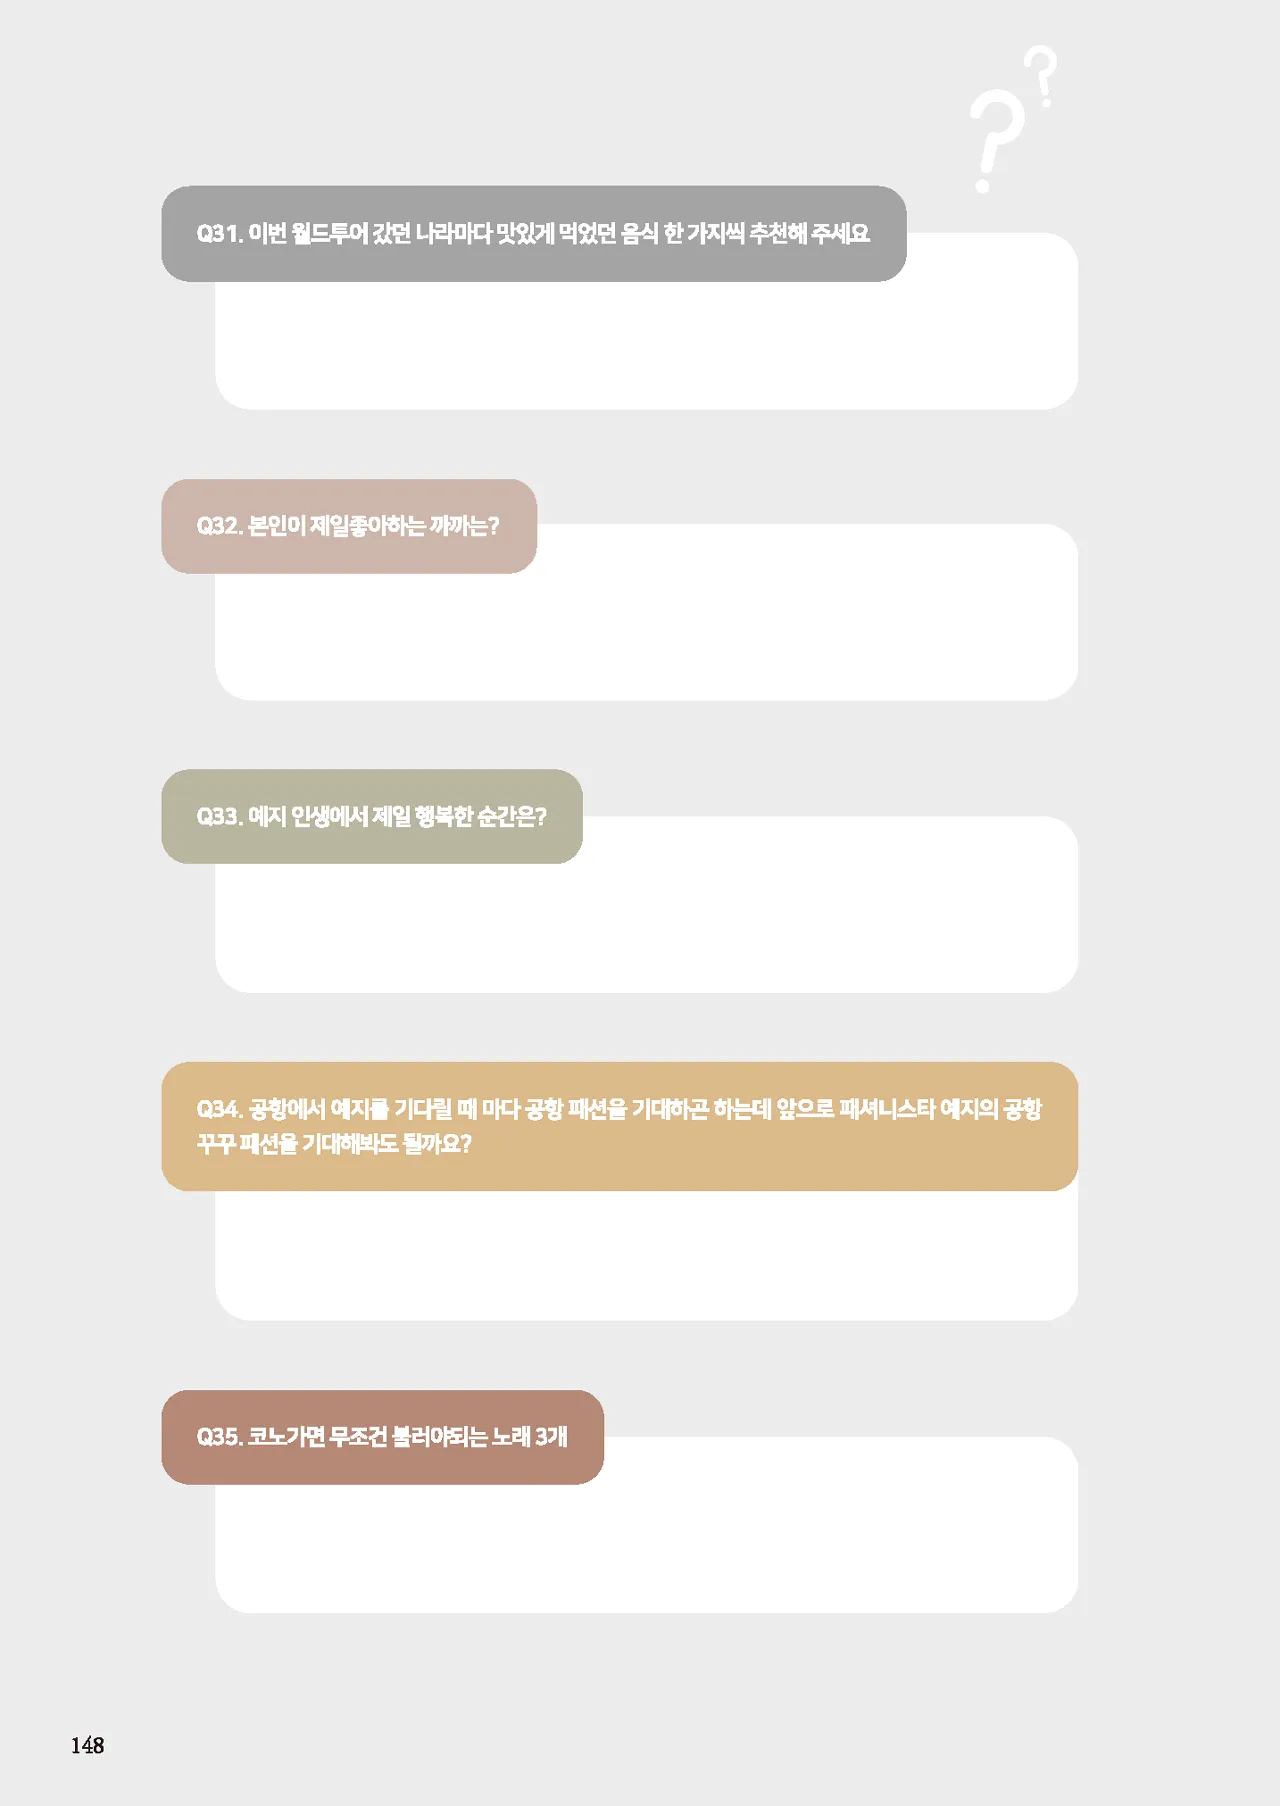 ??
Q31. 이번 월드투어 갔던 나라마다 맛있게 먹었던 음식 한 가지씩 추천해 주세요
Q32. 본인이 제일좋아하는 까까는?
Q33. 예지 인생에서 제일 행복한 순간은?
Q34. 공항에서 예지를 기다릴 때 마다 공항 패션을 기대하곤 하는데 앞으로 패셔니스타 예지의 공항
꾸꾸 패션을 기대해봐도 될까요?
Q35. 코노가면 무조건 불러야되는 노래 3개
148